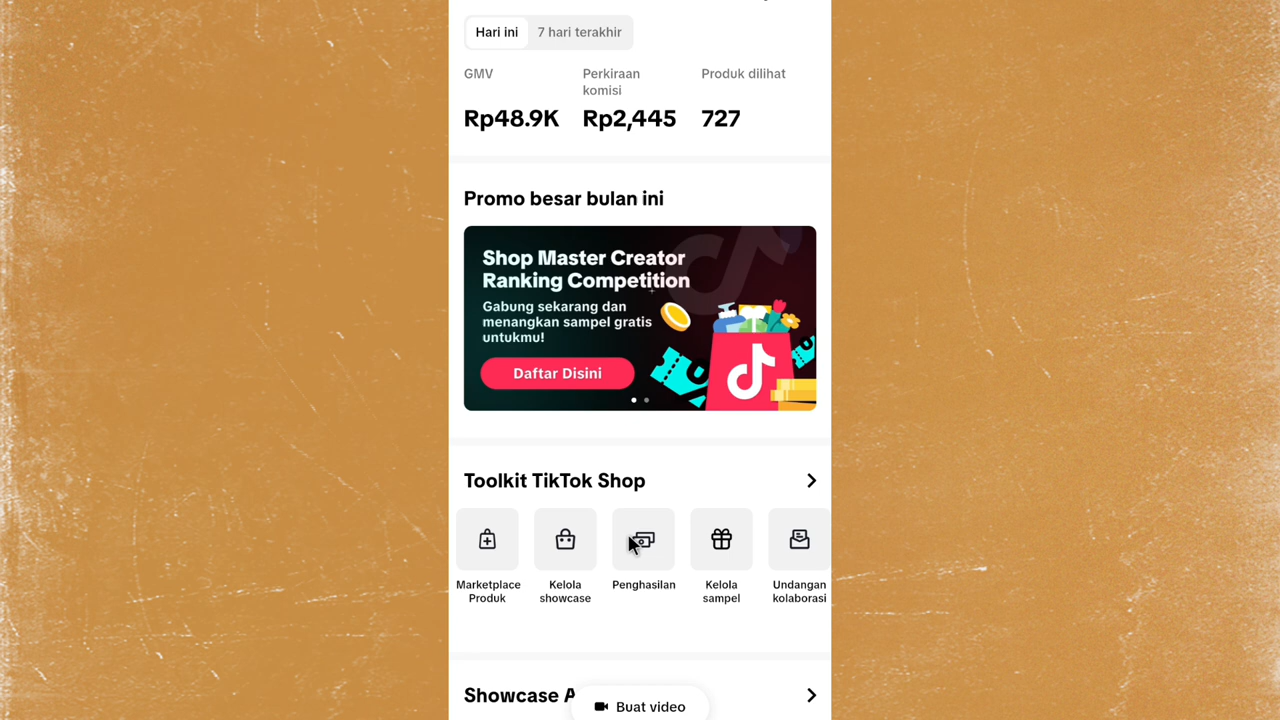 Hari ini 7 hari terakhir
GMV Perkiraan komisi Produk dilihat
Rp48.9K Rp2,445 727
Promo besar bulan ini
Shop Master Creator
Ranking Competition
Gabung sekarang dan
menangkan sampel gratis
untukmu!
Daftar Disini
Toolkit TikTok Shop
Marketplace Produk
Kelola showcase
Penghasilan
Kelola sampel
Undangan kolaborasi
Showcase A
Buat video